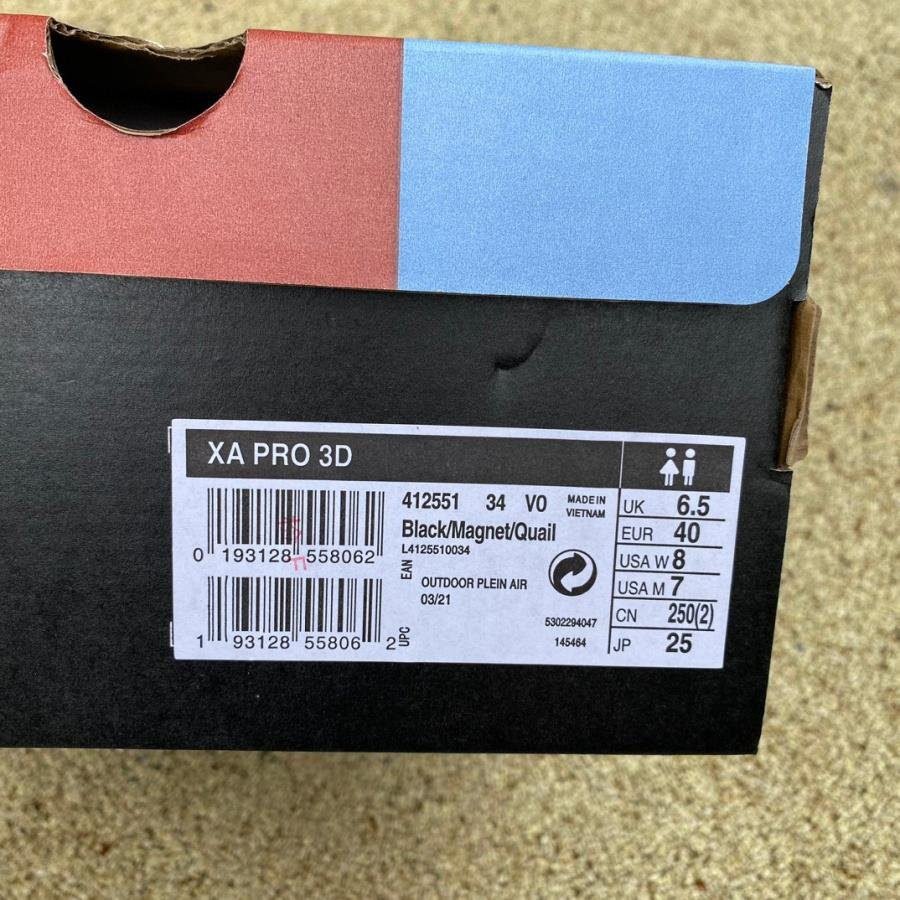 XA PRO 3D
0 193128 558062
EAN
1 93128 55806 2
UPC
412551 34 V0
MADE IN
VIETNAM
Black/Magnet/Quail
L4125510034
OUTDOOR PLEIN AIR
03/21
5302294047
145464
UK 6.5
EUR 40
USA W 8
USA M 7
CN 250(2)
JP 25